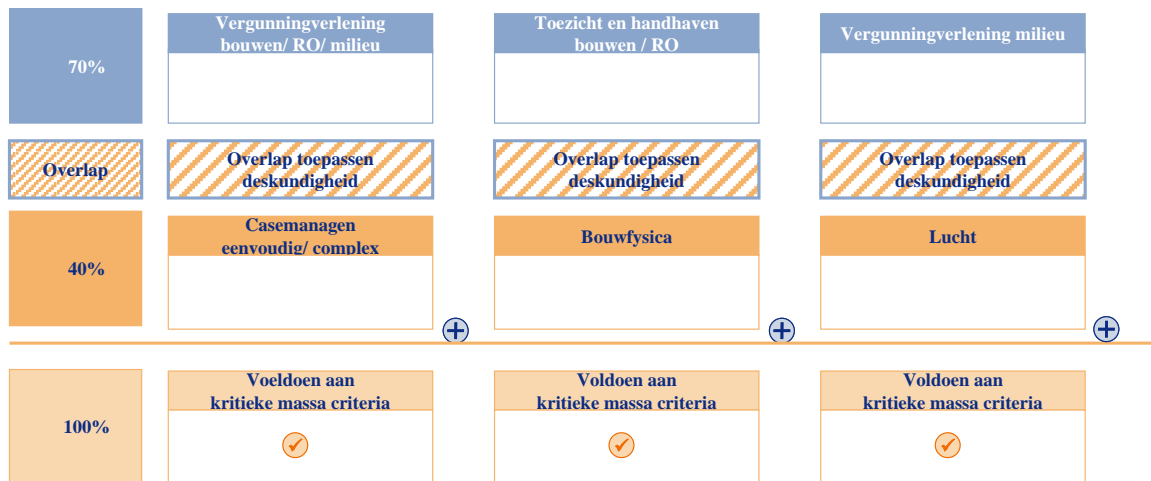 70%
Vergunningverlening
bouwen/ RO/ milieu
Toezicht en handhaven
bouwen / RO
Vergunningverlening milieu
Overlap
Overlap toepassen
deskundigheid
Overlap toepassen
deskundigheid
Overlap toepassen
deskundigheid
40%
Casemanagen
eenvoudig/ complex
Bouwfysica
Lucht
100%
Voeldoen aan
kritieke massa criteria
Voldoen aan
kritieke massa criteria
Voldoen aan
kritieke massa criteria